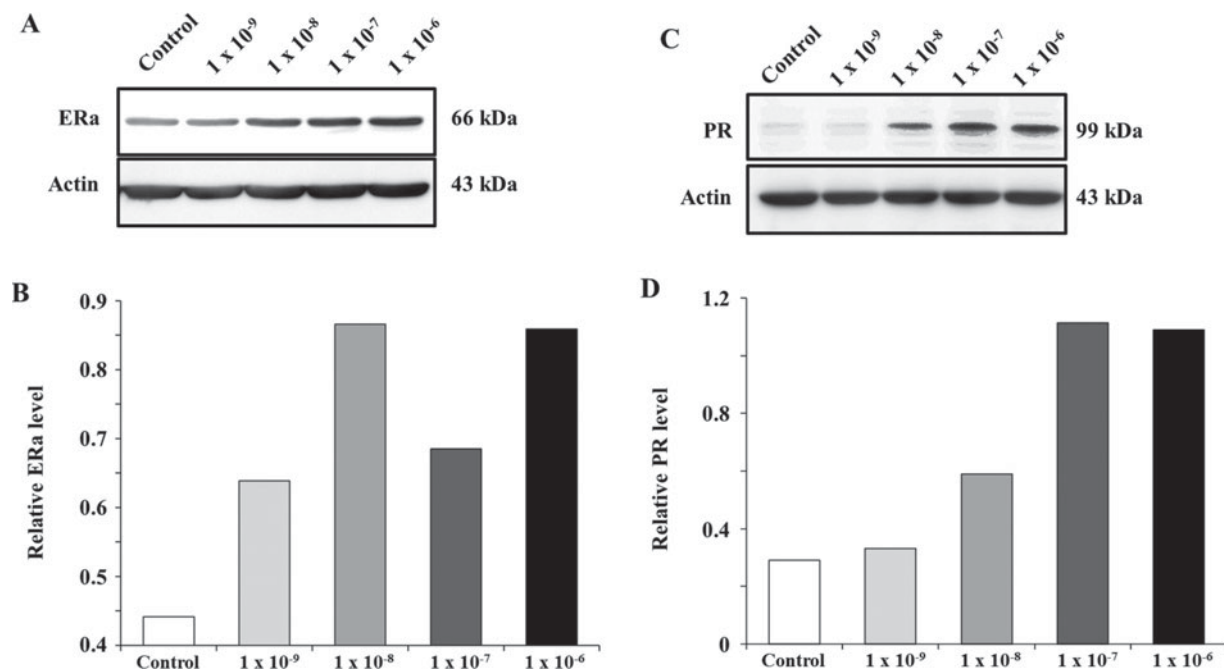 A
Control 1 x 10⁻⁹ 1 x 10⁻⁸ 1 x 10⁻⁷ 1 x 10⁻⁶
ERa 66 kDa
Actin 43 kDa
C
Control 1 x 10⁻⁹ 1 x 10⁻⁸ 1 x 10⁻⁷ 1 x 10⁻⁶
PR 99 kDa
Actin 43 kDa
B
Relative ERa level
0.9
0.8
0.7
0.6
0.5
0.4
Control 1 x 10⁻⁹ 1 x 10⁻⁸ 1 x 10⁻⁷ 1 x 10⁻⁶
D
Relative PR level
1.2
0.8
0.4
0
Control 1 x 10⁻⁹ 1 x 10⁻⁸ 1 x 10⁻⁷ 1 x 10⁻⁶